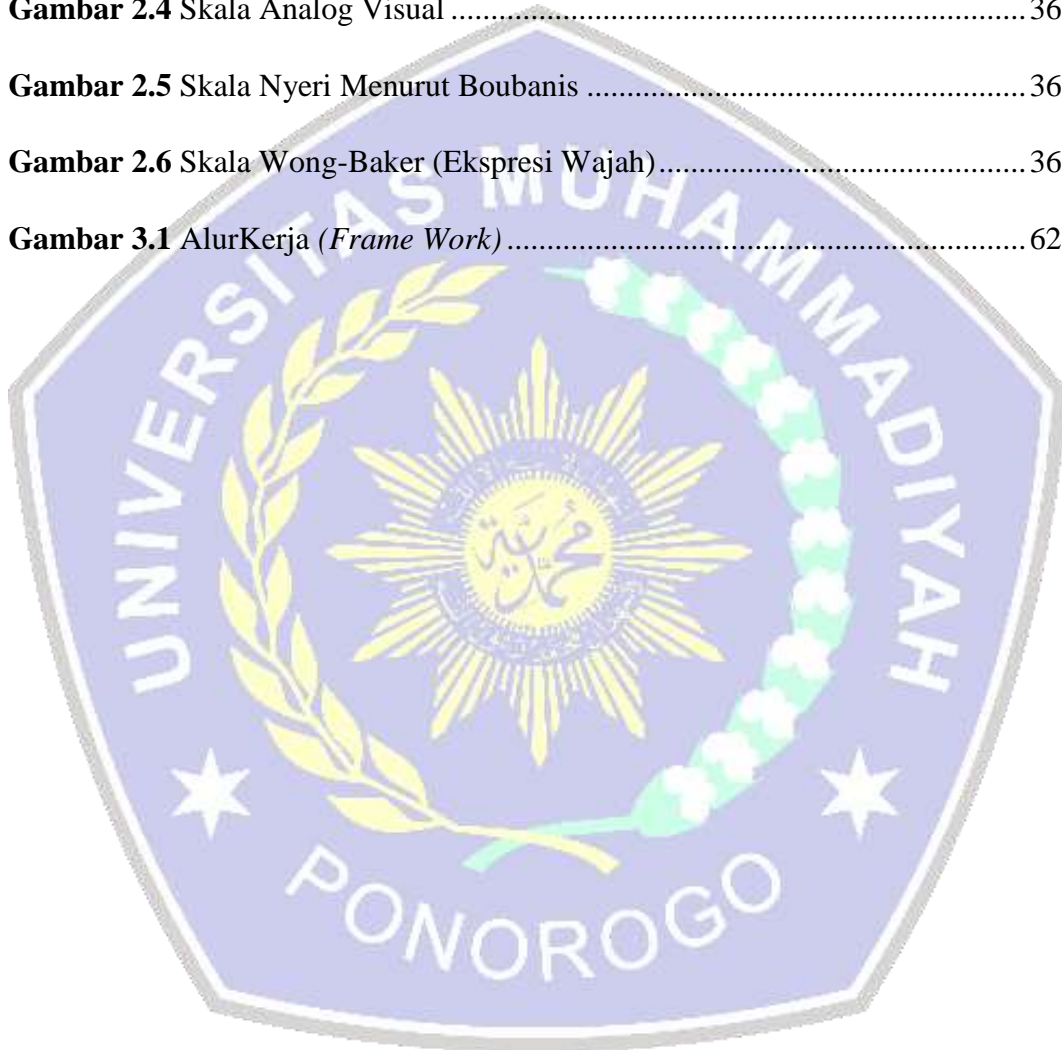 Gambar 2.4 Skala Analog Visual ................................................................. 36
Gambar 2.5 Skala Nyeri Menurut Boubanis ................................................. 36
Gambar 2.6 Skala Wong-Baker (Ekspresi Wajah) ......................................... 36
Gambar 3.1 AlurKerja (Frame Work) ............................................................ 62
UNIVERSITAS MUHAMMADIYAH
PONOROGO
محمدية